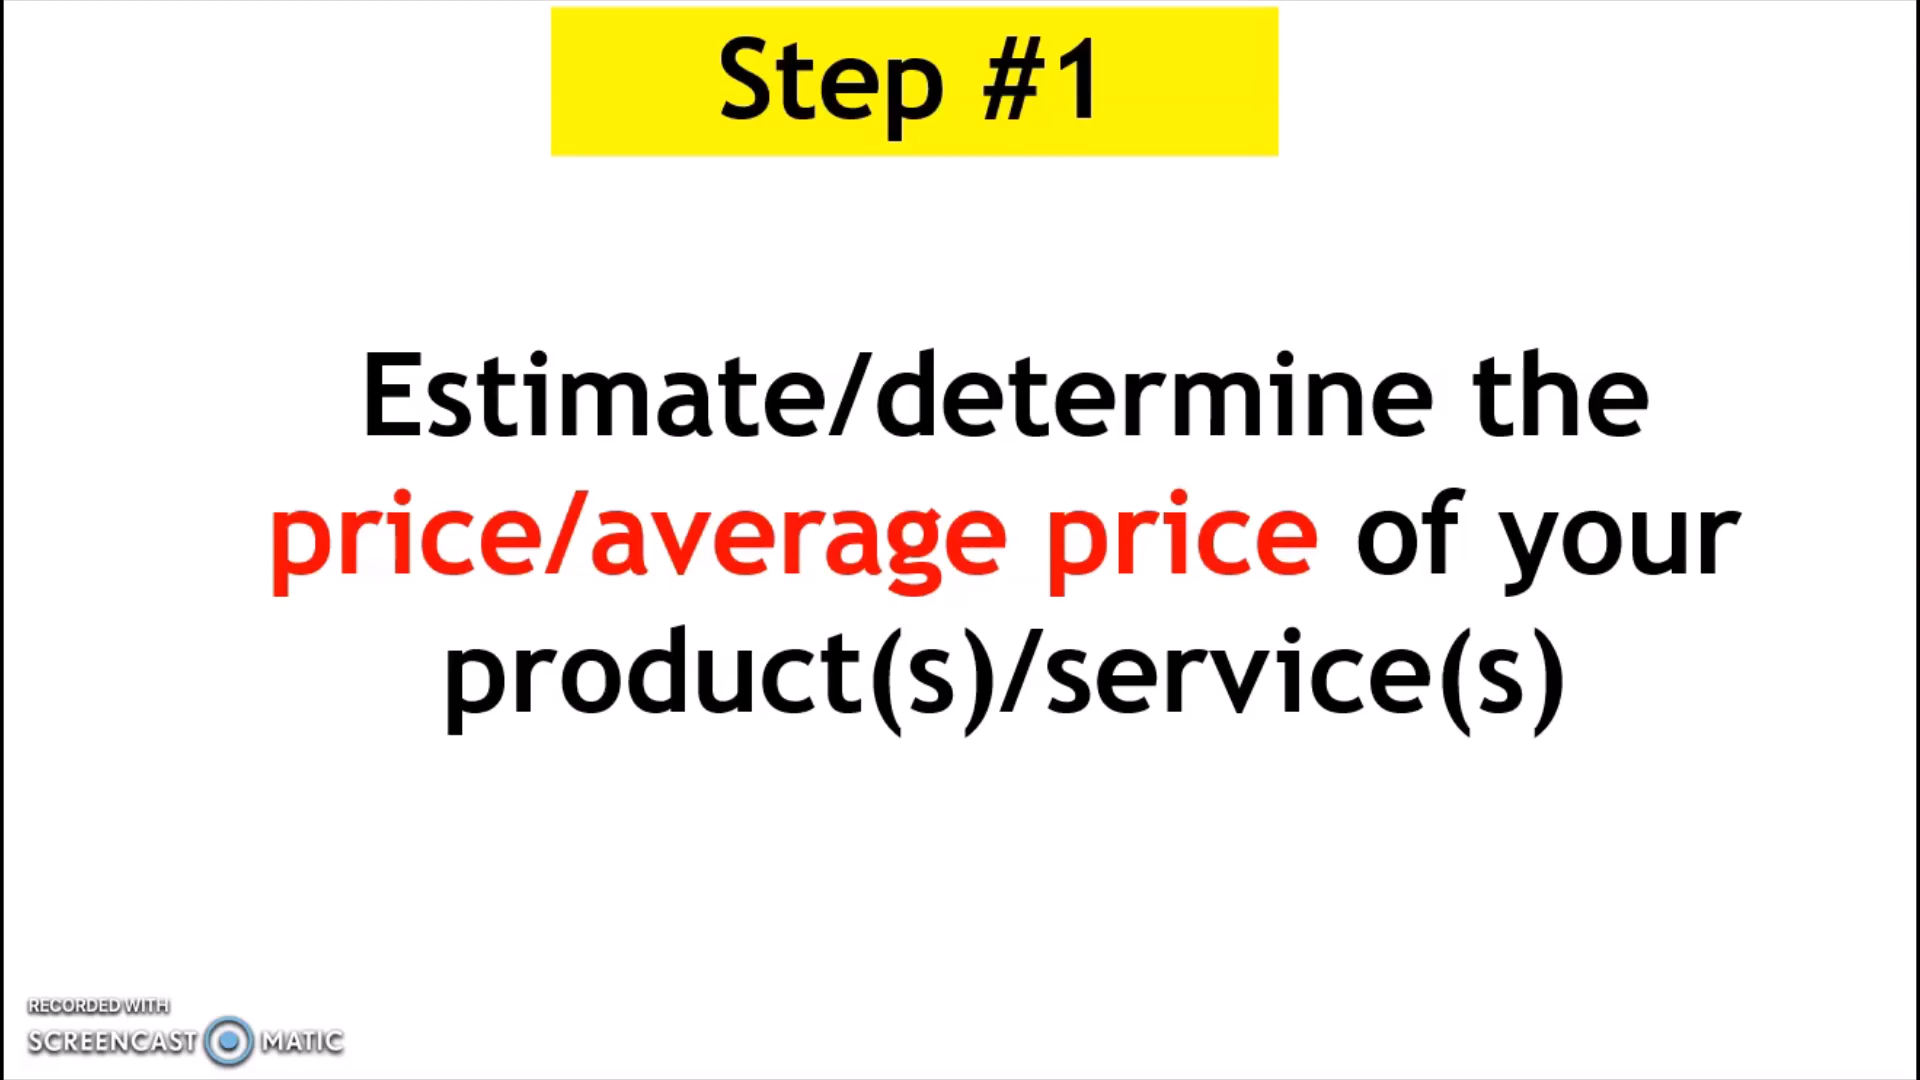 Step #1
Estimate/determine the
price/average price of your
product(s)/service(s)
RECORDED WITH
SCREENCAST MATIC